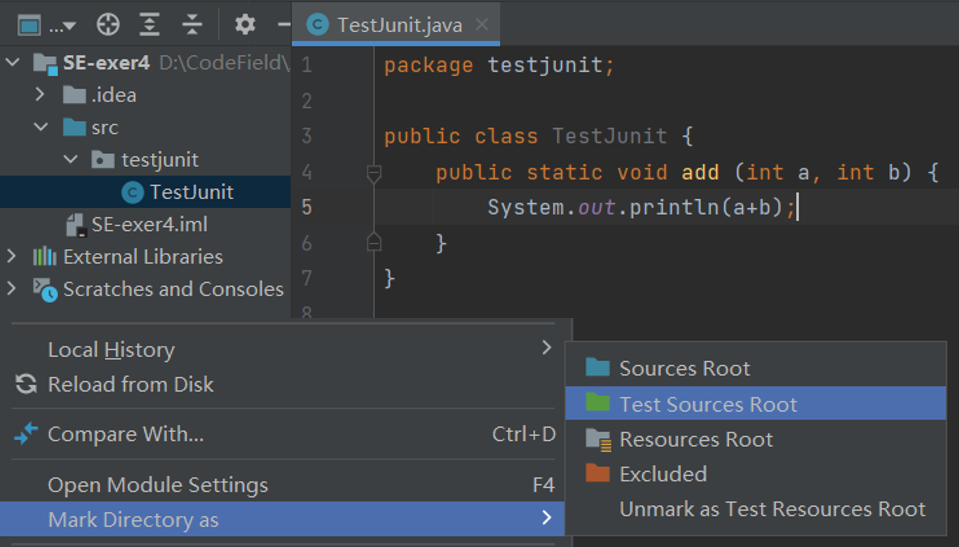 ...
TestJunit.java
SE-exer4 D:\CodeField\
.idea
src
testjunit
TestJunit
SE-exer4.iml
External Libraries
Scratches and Consoles
1 package testjunit;
2
3 public class TestJunit {
4 public static void add (int a, int b) {
5 System.out.println(a+b);
6 }
7 }
8
Local History
Reload from Disk
Compare With... Ctrl+D
Open Module Settings F4
Mark Directory as
Sources Root
Test Sources Root
Resources Root
Excluded
Unmark as Test Resources Root